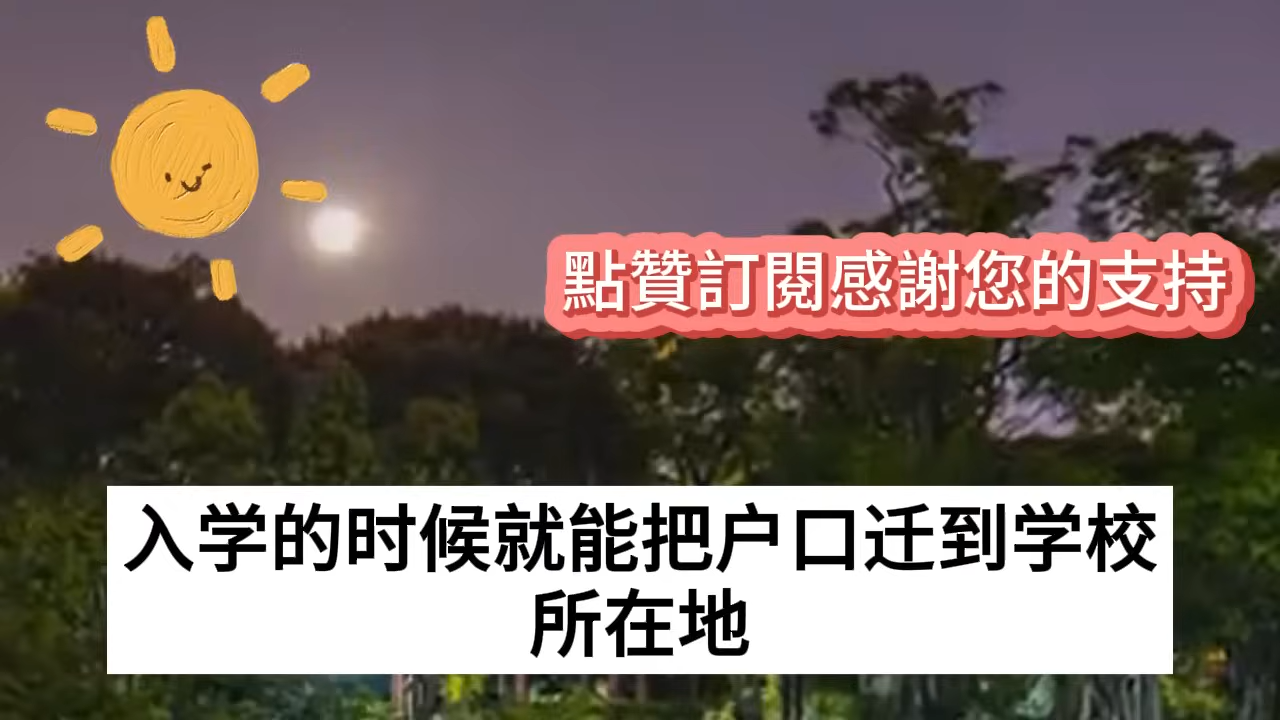 點贊訂閱感謝您的支持
入学的时候就能把户口迁到学校
所在地